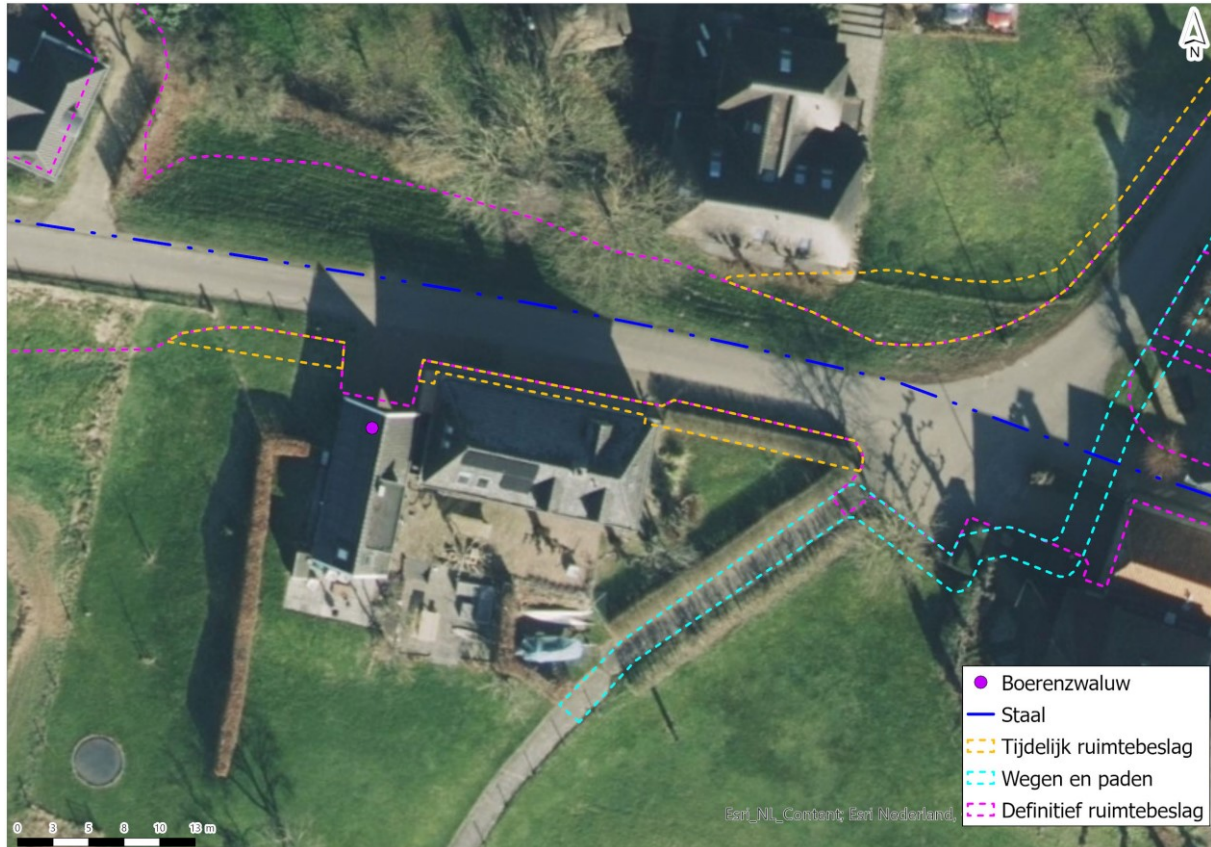 N
Boerenzwaluw
Staal
Tijdelijk ruimtebeslag
Wegen en paden
Definitief ruimtebeslag
Esri_NL_Content; Esri Nederland,
0 3 5 8 10 13 m